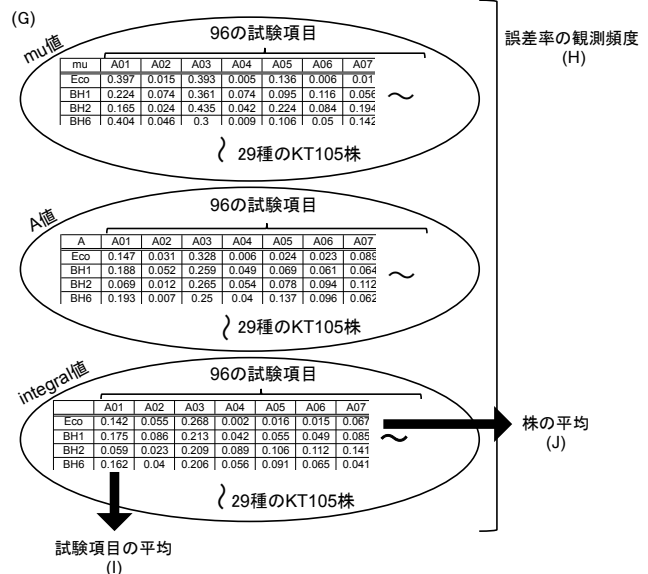 (G)
mu値
96の試験項目
mu A01 A02 A03 A04 A05 A06 A07
Eco 0.397 0.015 0.393 0.005 0.136 0.006 0.01
BH1 0.224 0.074 0.361 0.074 0.095 0.116 0.056
BH2 0.165 0.024 0.435 0.042 0.224 0.084 0.194
BH6 0.404 0.046 0.3 0.009 0.106 0.05 0.142
〜
29種のKT105株
A値
96の試験項目
A A01 A02 A03 A04 A05 A06 A07
Eco 0.147 0.031 0.328 0.006 0.024 0.023 0.089
BH1 0.188 0.052 0.259 0.049 0.069 0.061 0.064
BH2 0.069 0.012 0.265 0.054 0.078 0.094 0.112
BH6 0.193 0.007 0.25 0.04 0.137 0.096 0.062
〜
29種のKT105株
integral値
96の試験項目
A01 A02 A03 A04 A05 A06 A07
Eco 0.142 0.055 0.268 0.002 0.016 0.015 0.067
BH1 0.175 0.086 0.213 0.042 0.055 0.049 0.085
BH2 0.059 0.023 0.209 0.089 0.106 0.112 0.141
BH6 0.162 0.04 0.206 0.056 0.091 0.065 0.041
〜
29種のKT105株
試験項目の平均
(I)
誤差率の観測頻度
(H)
株の平均
(J)